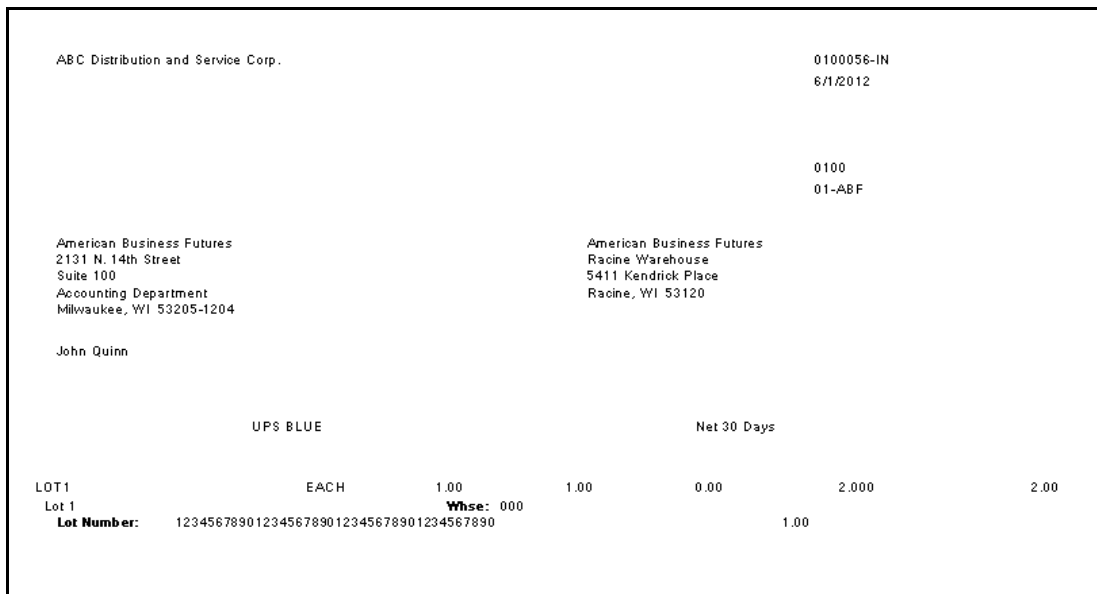 ABC Distribution and Service Corp. 0100056-IN
6/1/2012
0100
01-ABF
American Business Futures American Business Futures
2131 N. 14th Street Racine Warehouse
Suite 100 5411 Kendrick Place
Accounting Department Racine, WI 53120
Milwaukee, WI 53205-1204
John Quinn
UPS BLUE Net 30 Days
LOT1 EACH 1.00 1.00 0.00 2.000 2.00
Lot 1 Whse: 000
Lot Number: 1234567890123456789012345678901234567890 1.00